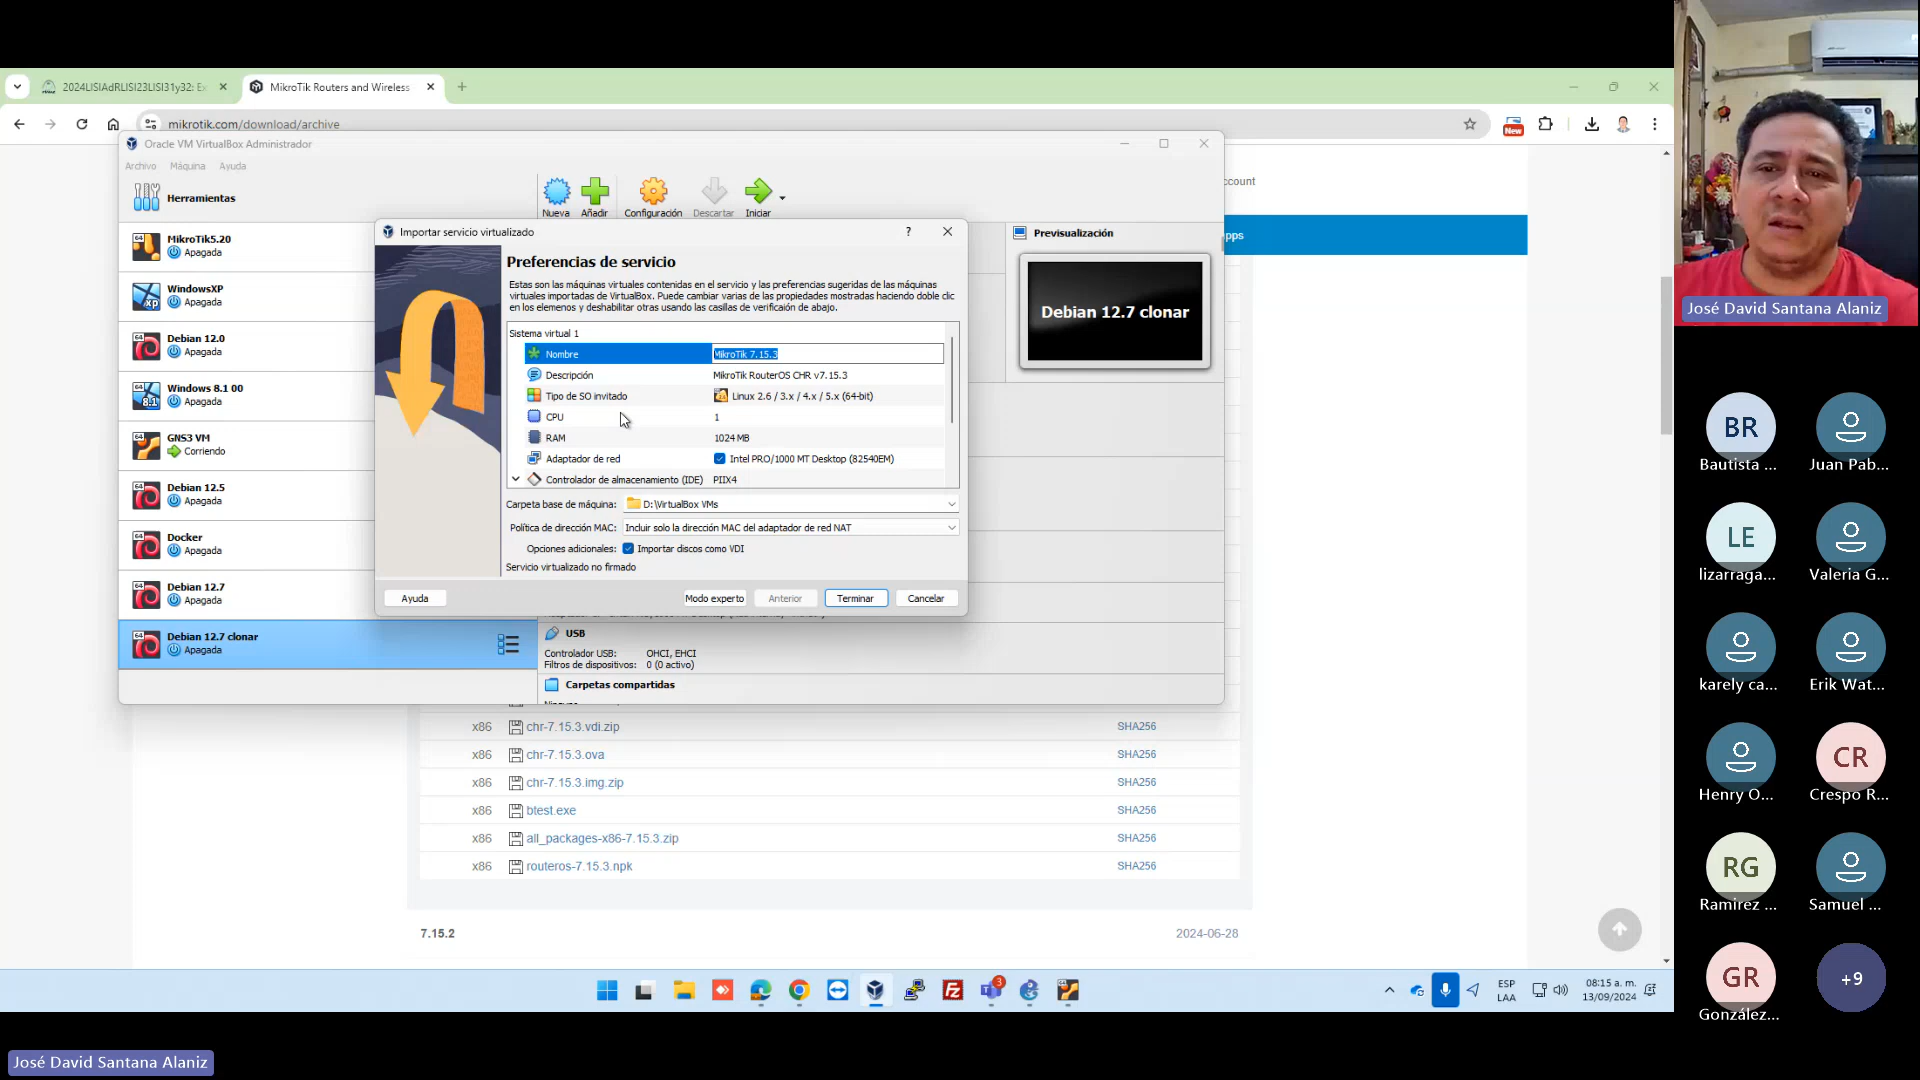 2024LISIAdRLISI23LISI31y32: Ex
MikroTik Routers and Wireless
mikrotik.com/download/archive
New
Oracle VM VirtualBox Administrador
Archivo Máquina Ayuda
Herramientas
Nueva Añadir Configuración Descartar Iniciar
ccount
pps
MikroTik5.20
Apagada
WindowsXP
Apagada
Debian 12.0
Apagada
Windows 8.1 00
Apagada
GNS3 VM
Corriendo
Debian 12.5
Apagada
Docker
Apagada
Debian 12.7
Apagada
Debian 12.7 clonar
Apagada
Importar servicio virtualizado
Preferencias de servicio
Estas son las máquinas virtuales contenidas en el servicio y las preferencias sugeridas de las máquinas
virtuales importadas de VirtualBox. Puede cambiar varias de las propiedades mostradas haciendo doble clic
en los elemenos y deshabilitar otras usando las casillas de verificación de abajo.
Sistema virtual 1
Nombre MikroTik 7.15.3
Descripción MikroTik RouterOS CHR v7.15.3
Tipo de SO invitado Linux 2.6 / 3.x / 4.x / 5.x (64-bit)
CPU 1
RAM 1024 MB
Adaptador de red Intel PRO/1000 MT Desktop (82540EM)
Controlador de almacenamiento (IDE) PIIX4
Carpeta base de máquina: D:\VirtualBox VMs
Política de dirección MAC: Incluir solo la dirección MAC del adaptador de red NAT
Opciones adicionales: Importar discos como VDI
Servicio virtualizado no firmado
Ayuda Modo experto Anterior Terminar Cancelar
Previsualización
Debian 12.7 clonar
USB
Controlador USB: OHCI, EHCI
Filtros de dispositivos: 0 (0 activo)
Carpetas compartidas
x86 chr-7.15.3.vdi.zip SHA256
x86 chr-7.15.3.ova SHA256
x86 chr-7.15.3.img.zip SHA256
x86 btest.exe SHA256
x86 all_packages-x86-7.15.3.zip SHA256
x86 routeros-7.15.3.npk SHA256
7.15.2 2024-06-28
3
ESP
LAA
08:15 a. m.
13/09/2024
José David Santana Alaniz
BR
Bautista ...
Juan Pab...
LE
lizarraga...
Valeria G...
karely ca...
Erik Wat...
Henry O...
CR
Crespo R...
RG
Ramirez ...
Samuel ...
GR
González...
+9
José David Santana Alaniz